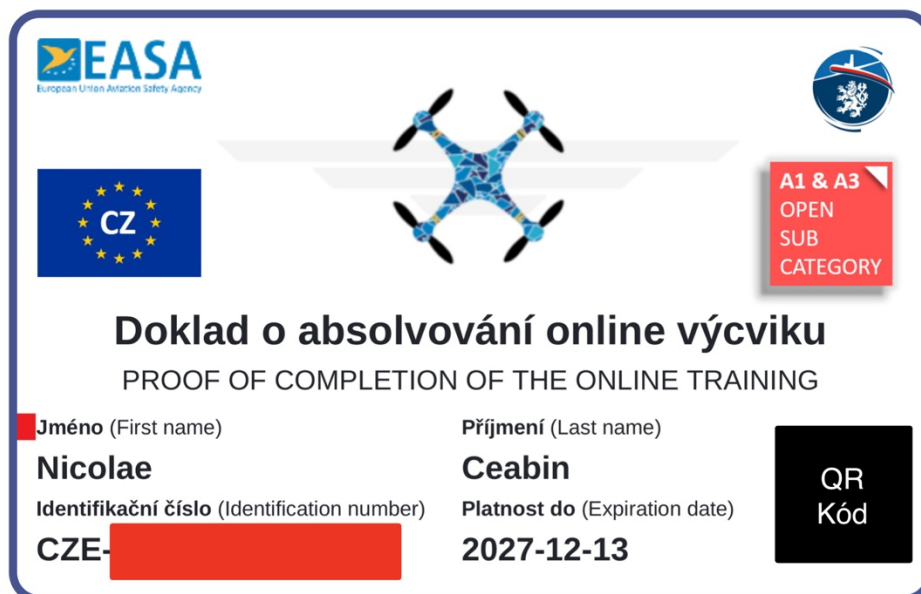 EASA
European Union Aviation Safety Agency
CZ
A1 & A3
OPEN
SUB
CATEGORY
Doklad o absolvování online výcviku
PROOF OF COMPLETION OF THE ONLINE TRAINING
Jméno (First name)
Příjmení (Last name)
Nicolae
Ceabin
Identifikační číslo (Identification number)
Platnost do (Expiration date)
CZE-
2027-12-13
QR
Kód